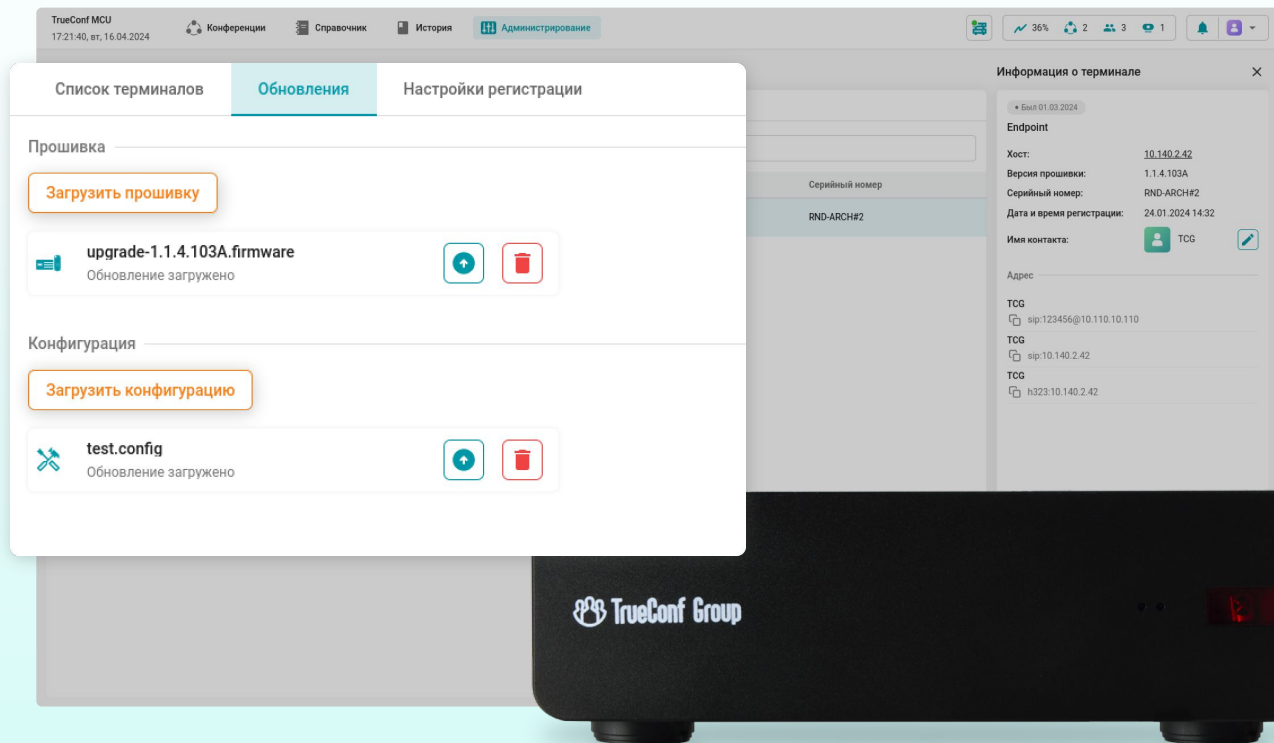 TrueConf MCU
17:21:40, вт, 16.04.2024
Конференции
Справочник
История
Администрирование
36%
2
3
1
Список терминалов
Обновления
Настройки регистрации
Прошивка
Загрузить прошивку
upgrade-1.1.4.103A.firmware
Обновление загружено
Конфигурация
Загрузить конфигурацию
test.config
Обновление загружено
Серийный номер
RND-ARCH#2
Информация о терминале
• Был 01.03.2024
Endpoint
Хост: 10.140.2.42
Версия прошивки: 1.1.4.103A
Серийный номер: RND-ARCH#2
Дата и время регистрации: 24.01.2024 14:32
Имя контакта: TCG
Адрес
TCG
sip:123456@10.110.10.110
TCG
sip:10.140.2.42
TCG
h323:10.140.2.42
TrueConf Group